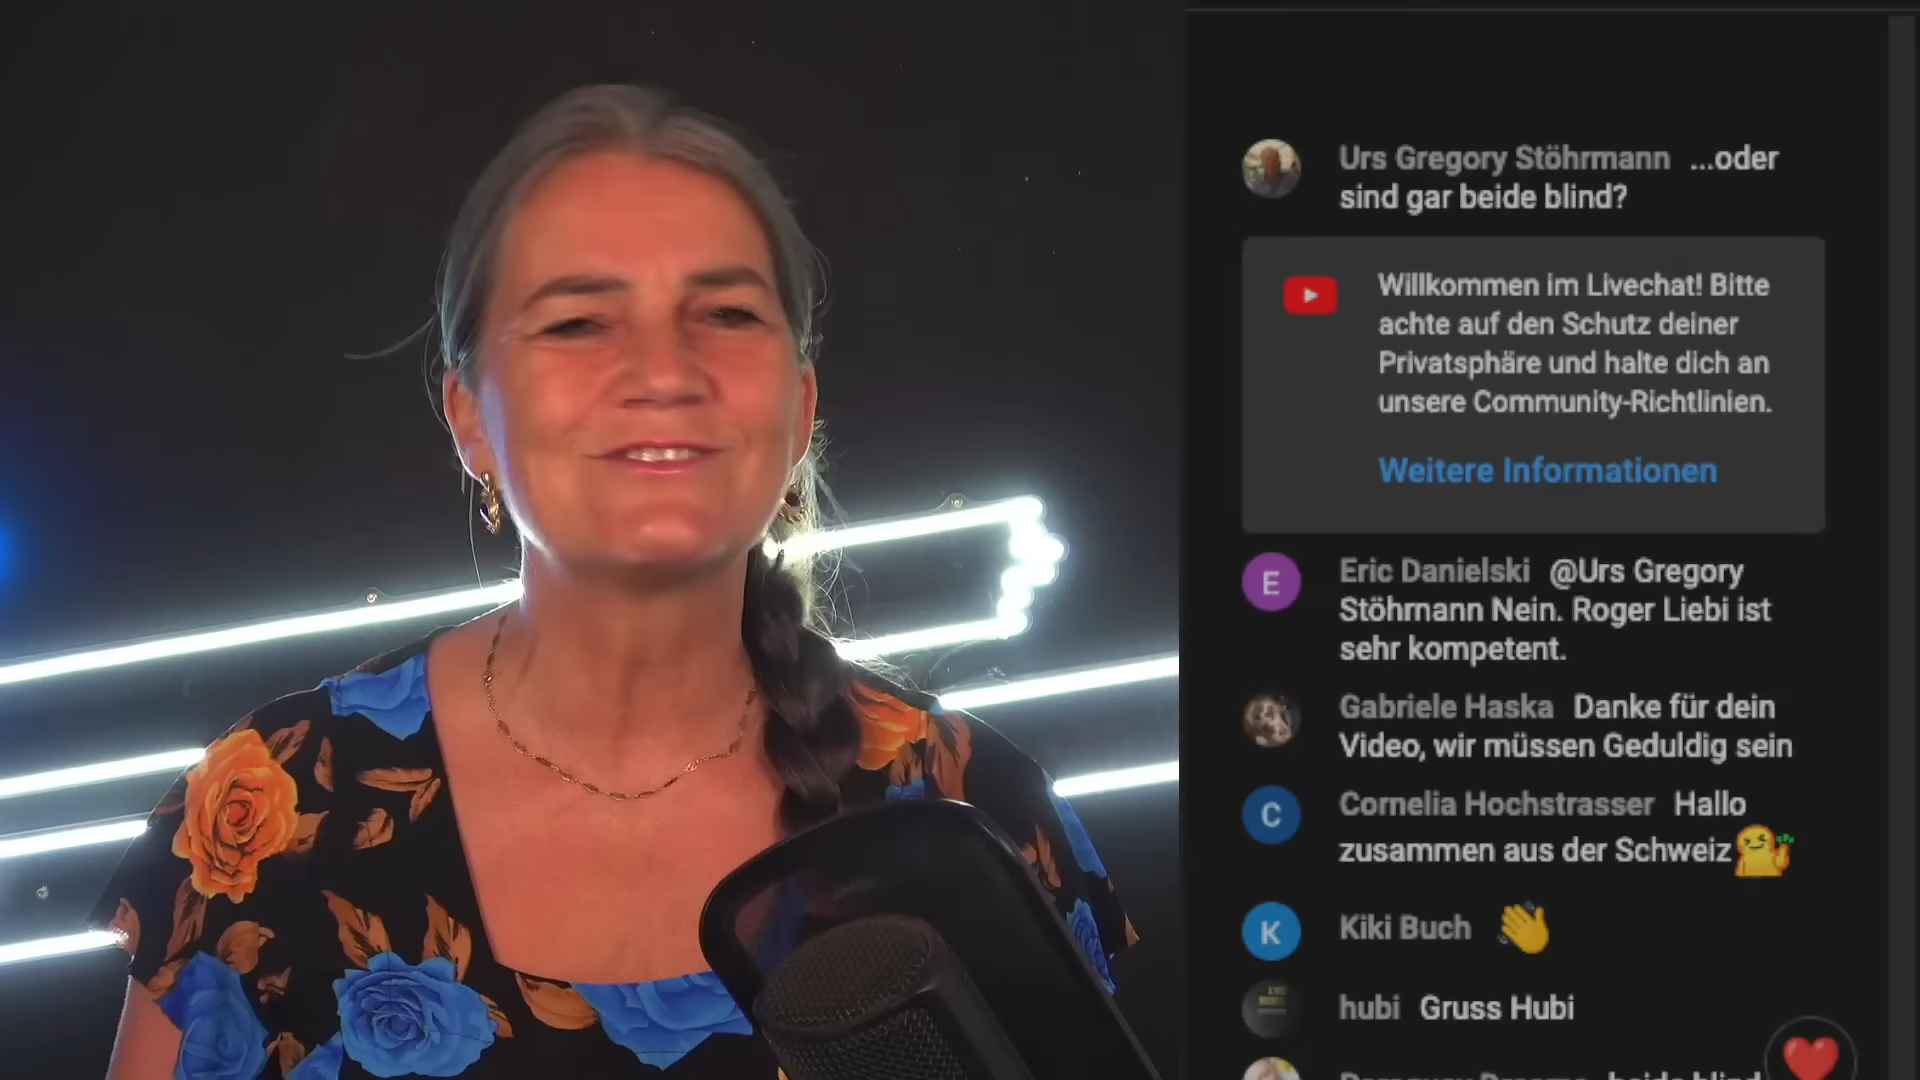 Urs Gregory Stöhrmann ...oder
sind gar beide blind?
Willkommen im Livechat! Bitte
achte auf den Schutz deiner
Privatsphäre und halte dich an
unsere Community-Richtlinien.
Weitere Informationen
E
Eric Danielski @Urs Gregory
Stöhrmann Nein. Roger Liebi ist
sehr kompetent.
Gabriele Haska Danke für dein
Video, wir müssen Geduldig sein
C
Cornelia Hochstrasser Hallo
zusammen aus der Schweiz
K
Kiki Buch
hubi Gruss Hubi
beide blind